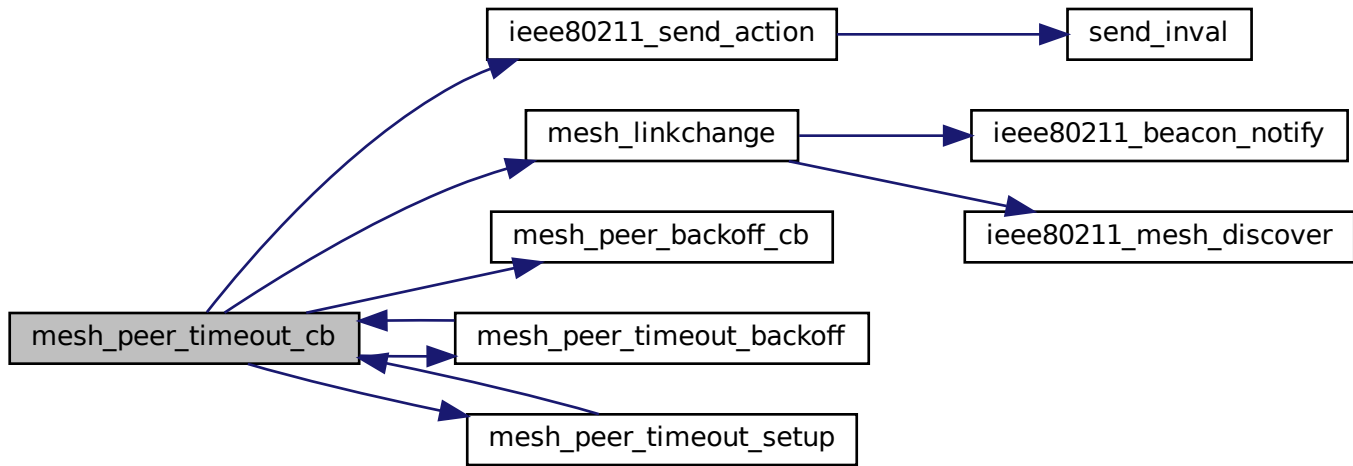 ieee80211_send_action
send_inval
mesh_linkchange
ieee80211_beacon_notify
ieee80211_mesh_discover
mesh_peer_backoff_cb
mesh_peer_timeout_cb
mesh_peer_timeout_backoff
mesh_peer_timeout_setup